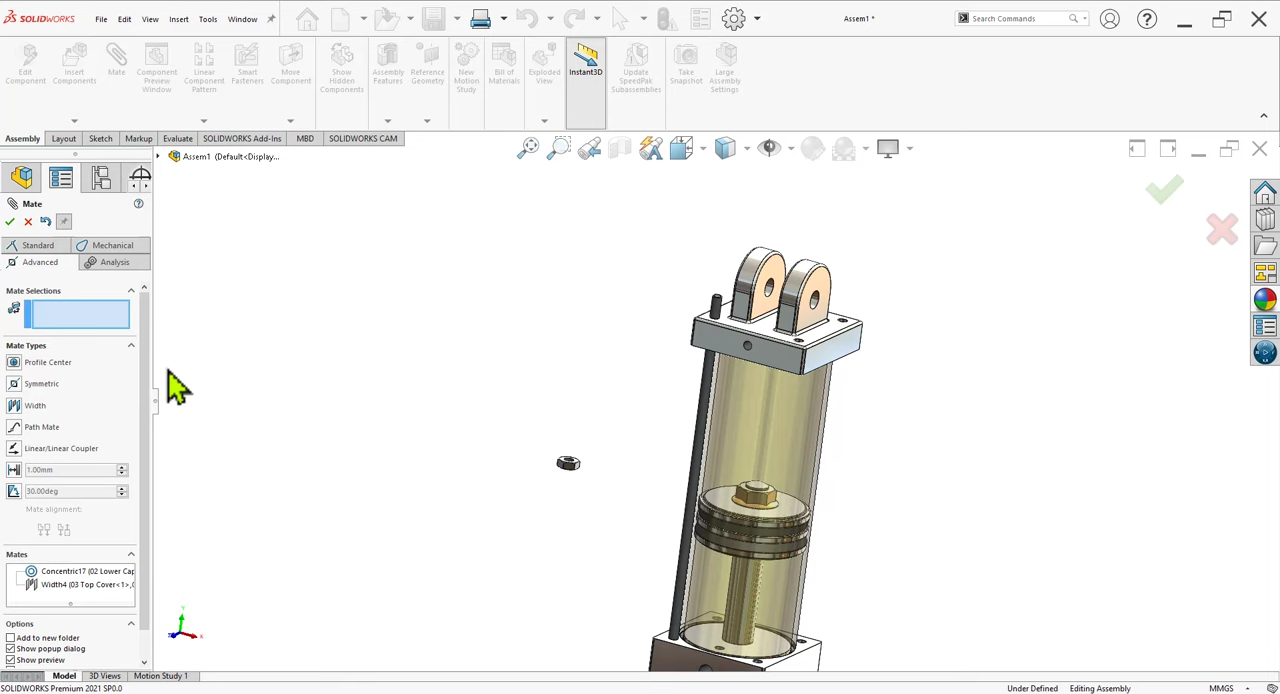 SOLIDWORKS File Edit View Insert Tools Window Assem1 * Search Commands
Edit Component
Insert Components
Mate
Component Preview Window
Linear Component Pattern
Smart Fasteners
Move Component
Show Hidden Components
Assembly Features
Reference Geometry
New Motion Study
Bill of Materials
Exploded View
Instant3D
Update SpeedPak Subassemblies
Take Snapshot
Large Assembly Settings
Assembly Layout Sketch Markup Evaluate SOLIDWORKS Add-Ins MBD SOLIDWORKS CAM
Assem1 (Default<Display...
Mate
Standard Mechanical
Advanced Analysis
Mate Selections
Mate Types
Profile Center
Symmetric
Width
Path Mate
Linear/Linear Coupler
1.00mm
30.00deg
Mate alignment:
Mates
Concentric17 (02 Lower Cap
Width4 (03 Top Cover<1>,
Options
Add to new folder
Show popup dialog
Show preview
Model 3D Views Motion Study 1
SOLIDWORKS Premium 2021 SP0.0 Under Defined Editing Assembly MMGS